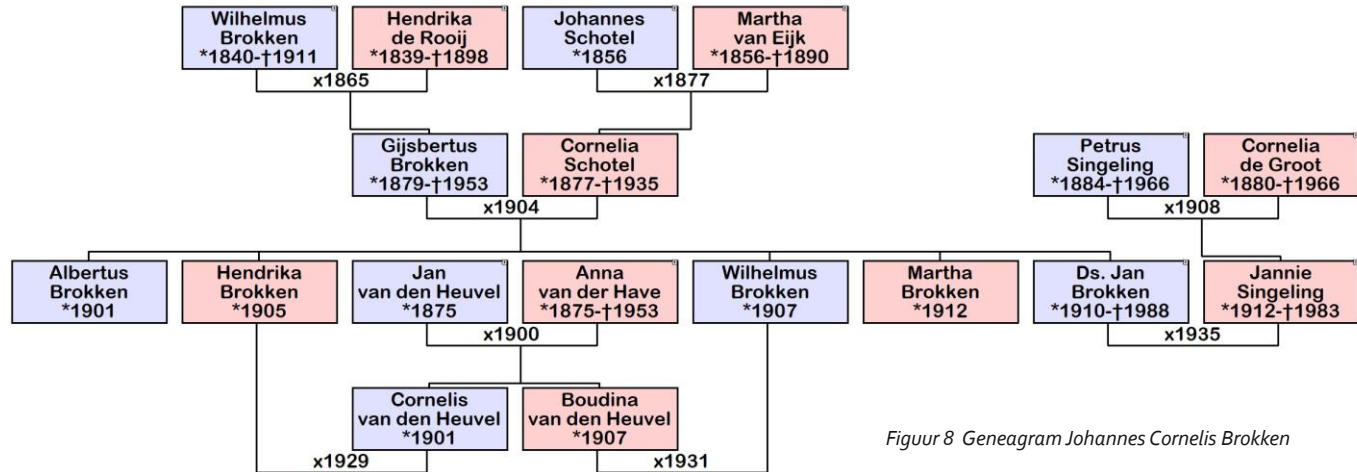 Wilhelmus
Brokken
*1840-†1911
Hendrika
de Rooij
*1839-†1898
Johannes
Schotel
*1856
Martha
van Eijk
*1856-†1890
x1865
x1877
Gijsbertus
Brokken
*1879-†1953
Cornelia
Schotel
*1877-†1935
Petrus
Singeling
*1884-†1966
Cornelia
de Groot
*1880-†1966
x1904
x1908
Albertus
Brokken
*1901
Hendrika
Brokken
*1905
Jan
van den Heuvel
*1875
Anna
van der Have
*1875-†1953
Wilhelmus
Brokken
*1907
Martha
Brokken
*1912
Ds. Jan
Brokken
*1910-†1988
Jannie
Singeling
*1912-†1983
x1900
x1935
Cornelis
van den Heuvel
*1901
Boudina
van den Heuvel
*1907
x1929
x1931
Figuur 8 Geneagram Johannes Cornelis Brokken